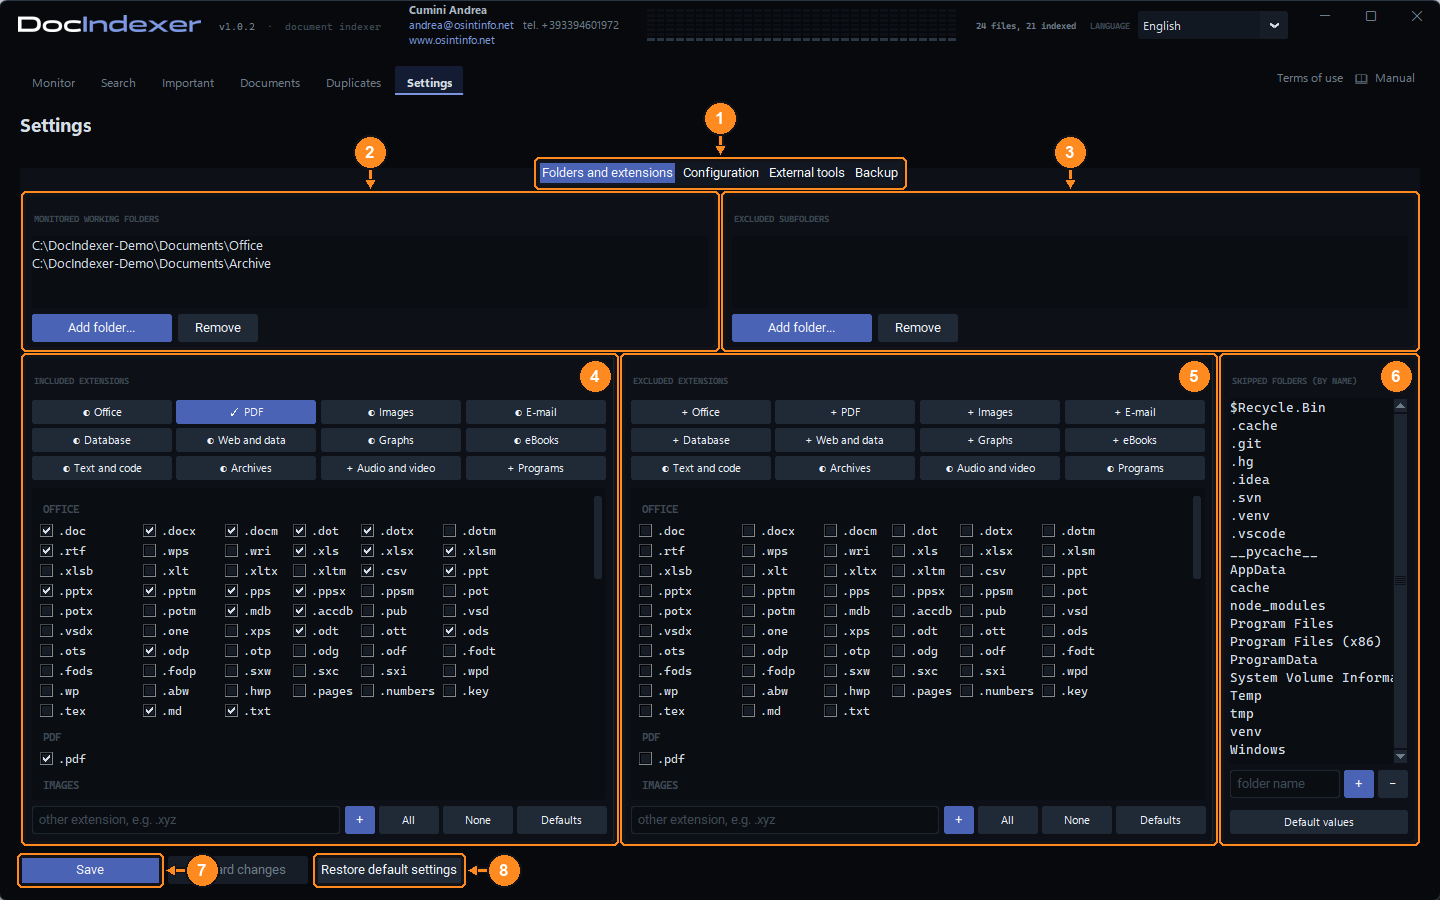 DocIndexer v1.0.2 · document indexer
Cumini Andrea
andrea@osintinfo.net tel. +393394601972
www.osintinfo.net
24 files, 21 indexed LANGUAGE English
Monitor Search Important Documents Duplicates Settings
Terms of use Manual
Settings
1
2
3
Folders and extensions Configuration External tools Backup
MONITORED WORKING FOLDERS
C:\DocIndexer-Demo\Documents\Office
C:\DocIndexer-Demo\Documents\Archive
Add folder... Remove
EXCLUDED SUBFOLDERS
Add folder... Remove
INCLUDED EXTENSIONS 4
Office PDF Images E-mail
Database Web and data Graphs eBooks
Text and code Archives + Audio and video + Programs
OFFICE
.doc .docx .docm .dot .dotx .dotm
.rtf .wps .wri .xls .xlsx .xlsm
.xlsb .xlt .xltx .xltm .csv .ppt
.pptx .pptm .pps .ppsx .ppsm .pot
.potx .potm .mdb .accdb .pub .vsd
.vsdx .one .xps .odt .ott .ods
.ots .odp .otp .odg .odf .fodt
.fods .fodp .sxw .sxc .sxi .wpd
.wp .abw .hwp .pages .numbers .key
.tex .md .txt
PDF
.pdf
IMAGES
other extension, e.g. .xyz + All None Defaults
EXCLUDED EXTENSIONS 5
+ Office + PDF + Images + E-mail
+ Database + Web and data + Graphs + eBooks
Text and code Archives Audio and video Programs
OFFICE
.doc .docx .docm .dot .dotx .dotm
.rtf .wps .wri .xls .xlsx .xlsm
.xlsb .xlt .xltx .xltm .csv .ppt
.pptx .pptm .pps .ppsx .ppsm .pot
.potx .potm .mdb .accdb .pub .vsd
.vsdx .one .xps .odt .ott .ods
.ots .odp .otp .odg .odf .fodt
.fods .fodp .sxw .sxc .sxi .wpd
.wp .abw .hwp .pages .numbers .key
.tex .md .txt
PDF
.pdf
IMAGES
other extension, e.g. .xyz + All None Defaults
SKIPPED FOLDERS (BY NAME) 6
$Recycle.Bin
.cache
.git
.hg
.idea
.svn
.venv
.vscode
__pycache__
AppData
cache
node_modules
Program Files
Program Files (x86)
ProgramData
System Volume Informa
Temp
tmp
venv
Windows
folder name + -
Default values
Save 7 ard changes Restore default settings 8